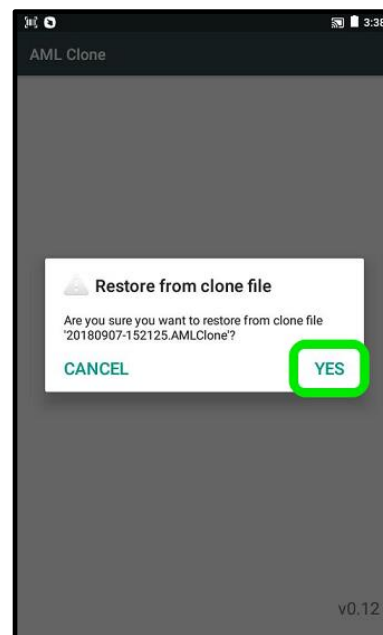 3:38
AML Clone
Restore from clone file
Are you sure you want to restore from clone file
'20180907-152125.AMLClone'?
CANCEL YES
v0.12